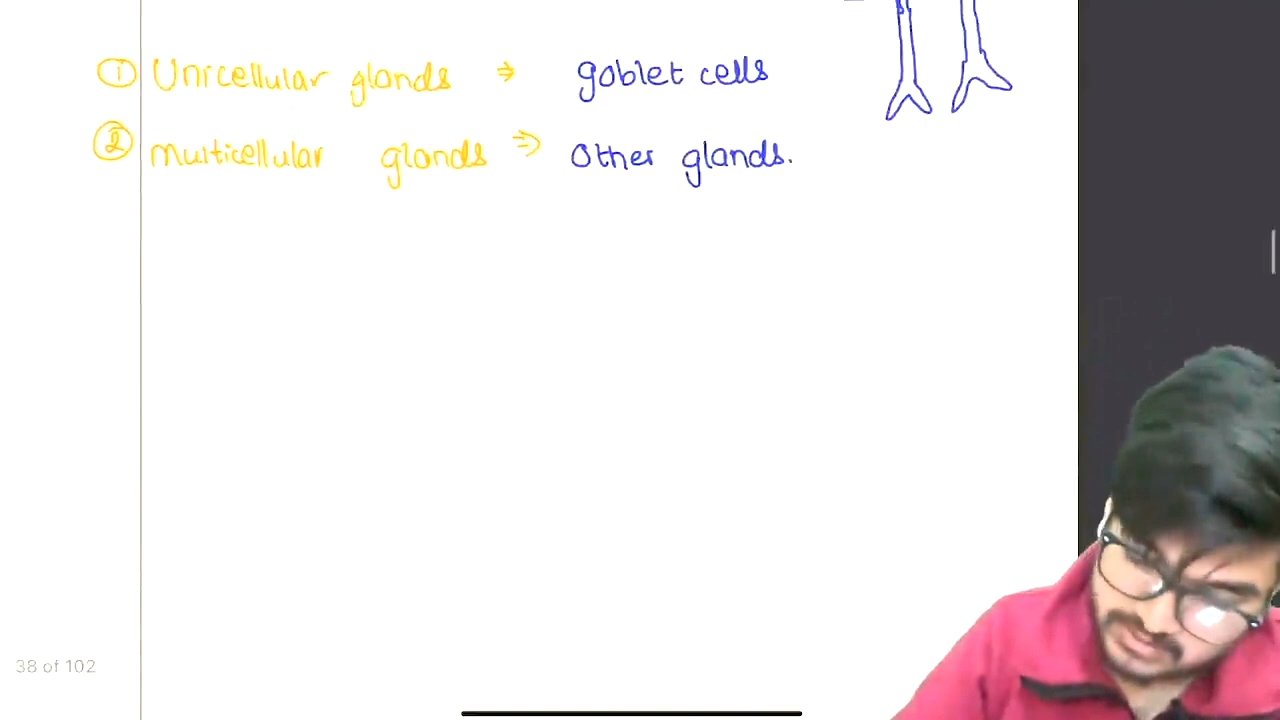 ① Unicellular glands ⇒ goblet cells
② Multicellular glands ⇒ Other glands.
38 of 102